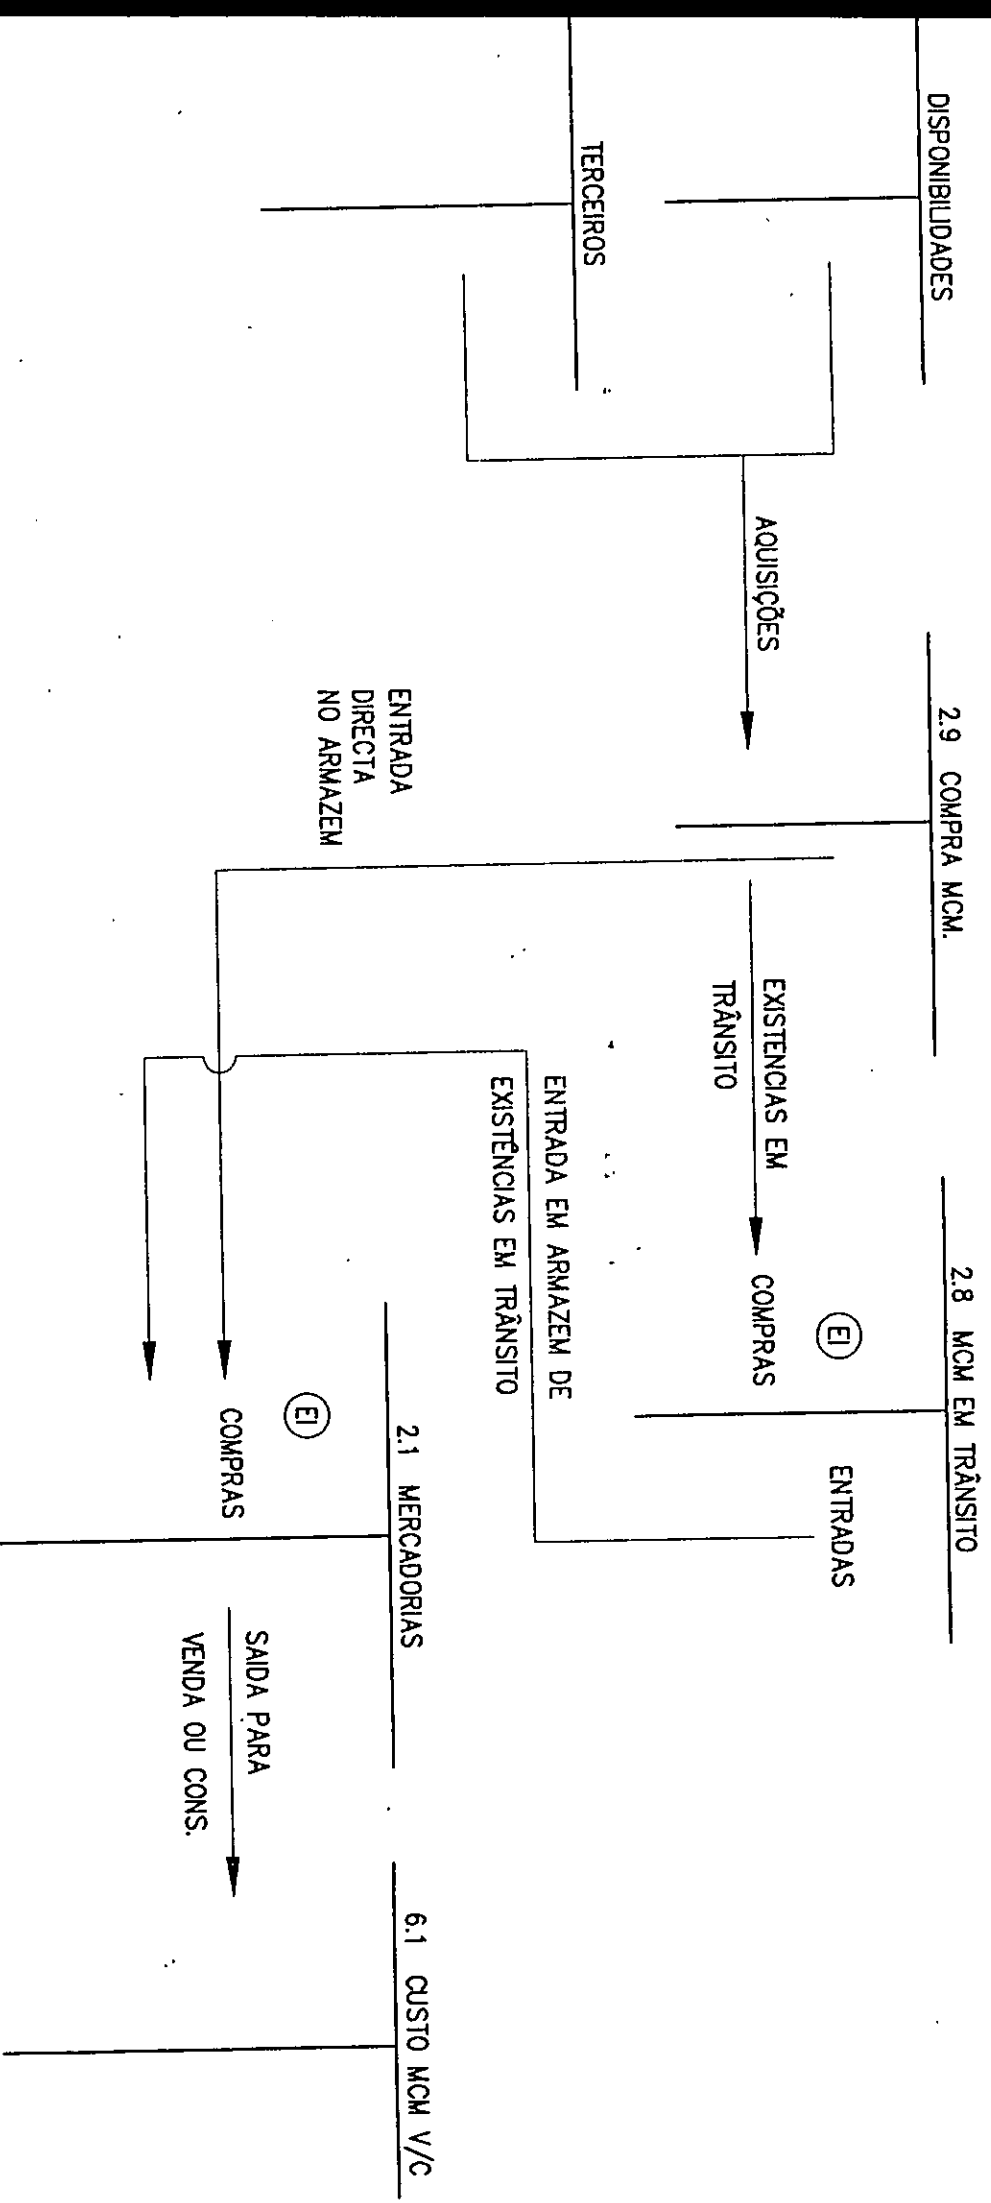 DISPONIBILIDADES
TERCEIROS
AQUISIÇÕES
2.9 COMPRA MCM.
ENTRADA
DIRECTA
NO ARMAZEM
EXISTENCIAS EM
TRÂNSITO
2.8 MCM EM TRÂNSITO
EI
COMPRAS
ENTRADAS
ENTRADA EM ARMAZEM DE
EXISTÊNCIAS EM TRÂNSITO
2.1 MERCADORIAS
EI
COMPRAS
SAIDA PARA
VENDA OU CONS.
6.1 CUSTO MCM V/C